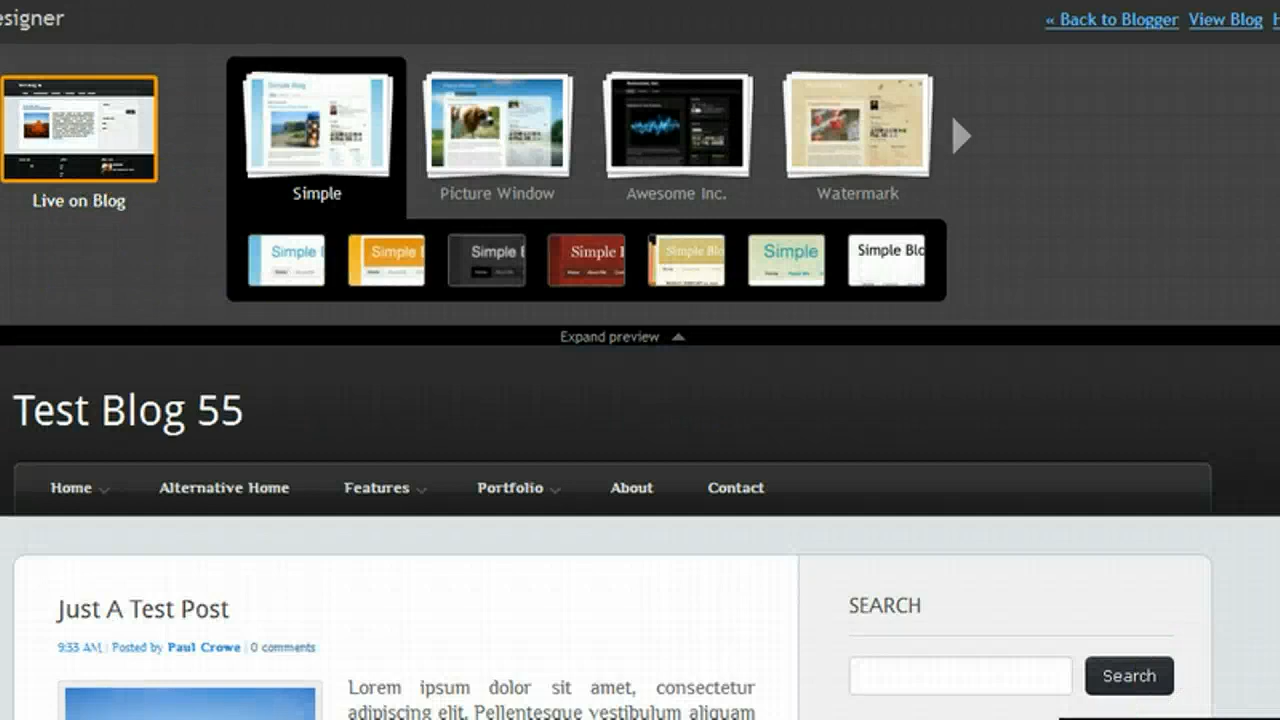 esigner
« Back to Blogger View Blog H
Live on Blog
Simple Picture Window Awesome Inc. Watermark
Simple B Simple B Simple B Simple I Simple Blo Simple Simple Blo
Expand preview
Test Blog 55
Home Alternative Home Features Portfolio About Contact
Just A Test Post
9:33 AM | Posted by Paul Crowe | 0 comments
SEARCH
Search
Lorem ipsum dolor sit amet, consectetur
adipiscing elit. Pellentesque vestibulum aliquam